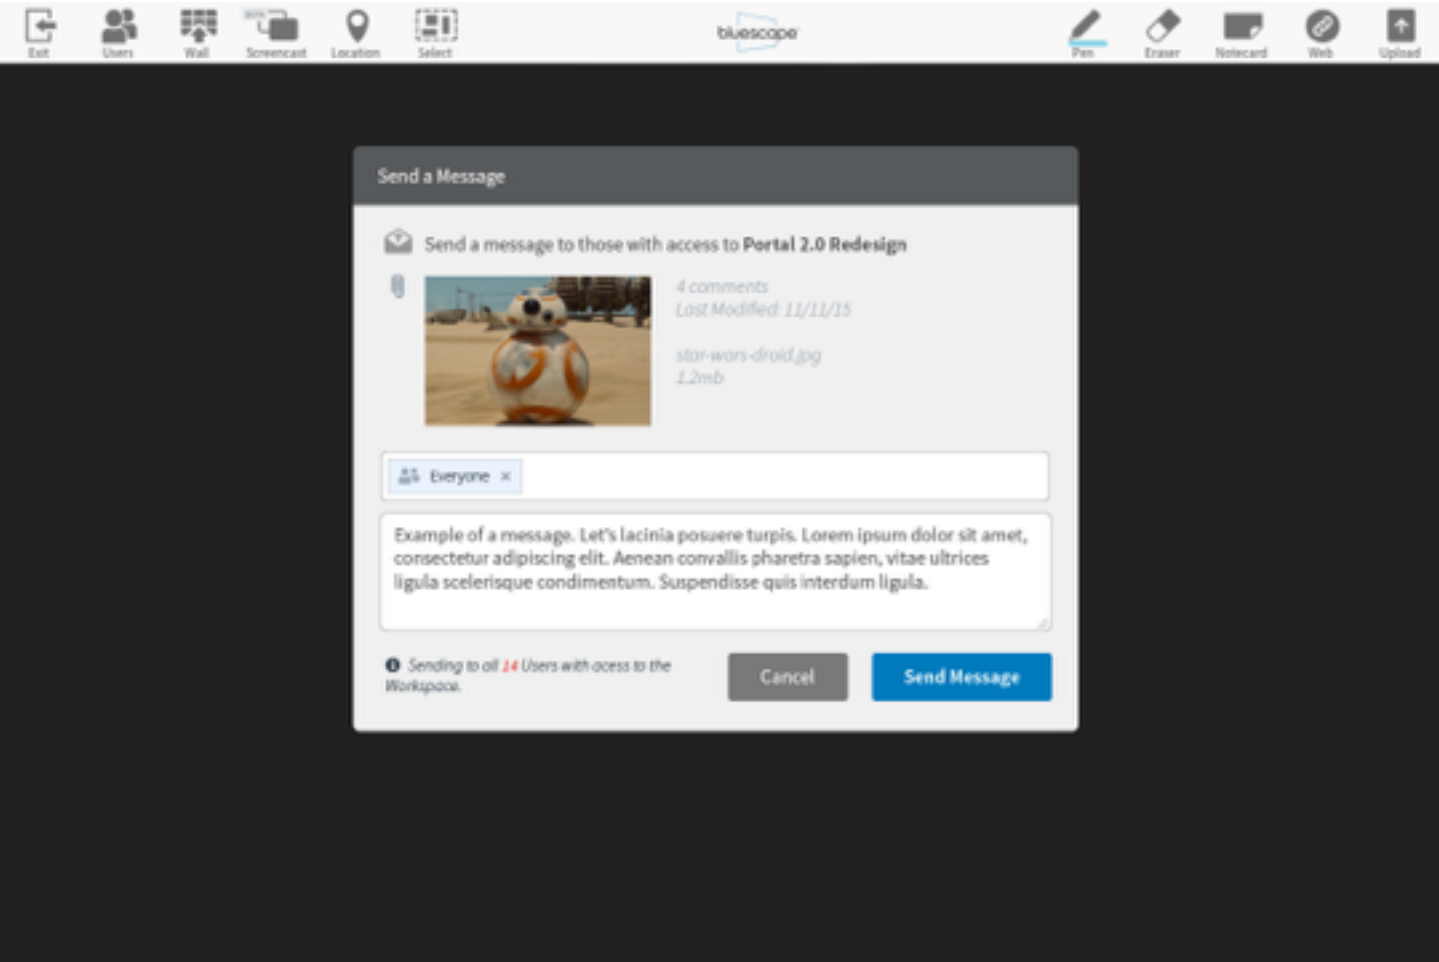 Exit
Users
Wall
BETA
Screencast
Location
Select
bluescape
Pen
Eraser
Notecard
Web
Upload
Send a Message
Send a message to those with access to Portal 2.0 Redesign
4 comments
Last Modified: 11/11/15
star-wars-droid.jpg
1.2mb
Everyone ×
Example of a message. Let's lacinia posuere turpis. Lorem ipsum dolor sit amet,
consectetur adipiscing elit. Aenean convallis pharetra sapien, vitae ultrices
ligula scelerisque condimentum. Suspendisse quis interdum ligula.
Sending to all 14 Users with acess to the
Workspace.
Cancel
Send Message